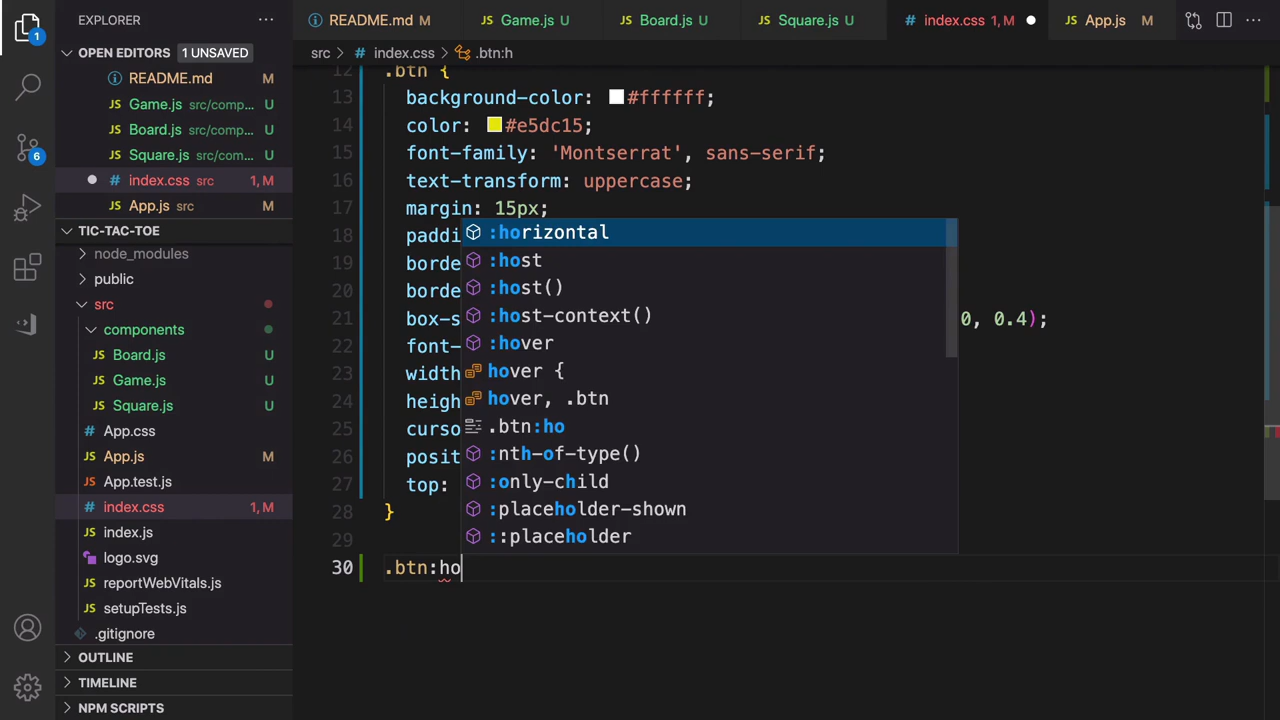 1
6
EXPLORER
OPEN EDITORS 1 UNSAVED
README.md M
Game.js src/comp... U
Board.js src/comp... U
Square.js src/comp... U
index.css src 1, M
App.js src M
TIC-TAC-TOE
node_modules
public
src
components
Board.js U
Game.js U
Square.js U
App.css
App.js M
App.test.js
index.css 1, M
index.js
logo.svg
reportWebVitals.js
setupTests.js
.gitignore
OUTLINE
TIMELINE
NPM SCRIPTS
README.md M
Game.js U
Board.js U
Square.js U
index.css 1, M
App.js M
src > index.css > .btn:h
12 .btn {
13 background-color: #ffffff;
14 color: #e5dc15;
15 font-family: 'Montserrat', sans-serif;
16 text-transform: uppercase;
17 margin: 15px;
18 paddi
19 borde
20 borde
21 box-s 0, 0.4);
22 font-
23 width
24 heigh
25 curso
26 posit
27 top:
28 }
29
30 .btn:ho
:horizontal
:host
:host()
:host-context()
:hover
hover {
hover, .btn
.btn:ho
:nth-of-type()
:only-child
:placeholder-shown
::placeholder